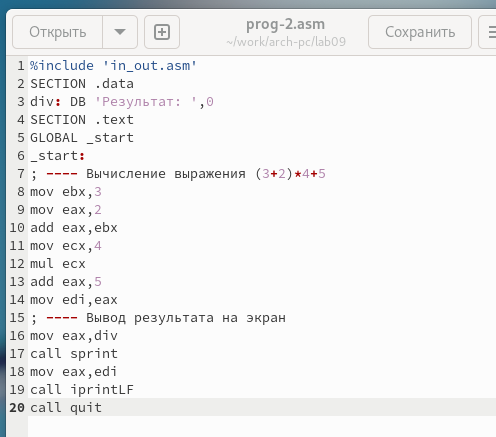 Открыть
prog-2.asm
~/work/arch-pc/lab09
Сохранить
1 %include 'in_out.asm'
2 SECTION .data
3 div: DB 'Результат: ',0
4 SECTION .text
5 GLOBAL _start
6 _start:
7 ; ---- Вычисление выражения (3+2)*4+5
8 mov ebx,3
9 mov eax,2
10 add eax,ebx
11 mov ecx,4
12 mul ecx
13 add eax,5
14 mov edi,eax
15 ; ---- Вывод результата на экран
16 mov eax,div
17 call sprint
18 mov eax,edi
19 call iprintLF
20 call quit